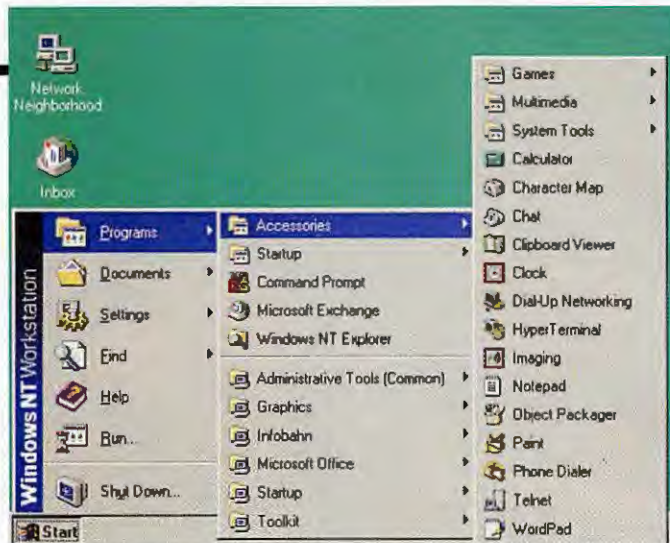 Network
Neighborhood
Inbox
Windows NT Workstation
Programs
Documents
Settings
Find
Help
Run...
Shut Down...
Start
Accessories
Startup
Command Prompt
Microsoft Exchange
Windows NT Explorer
Administrative Tools (Common)
Graphics
Infobahn
Microsoft Office
Startup
Toolkit
Games
Multimedia
System Tools
Calculator
Character Map
Chat
Clipboard Viewer
Clock
Dial-Up Networking
HyperTerminal
Imaging
Notepad
Object Packager
Paint
Phone Dialer
Telnet
WordPad